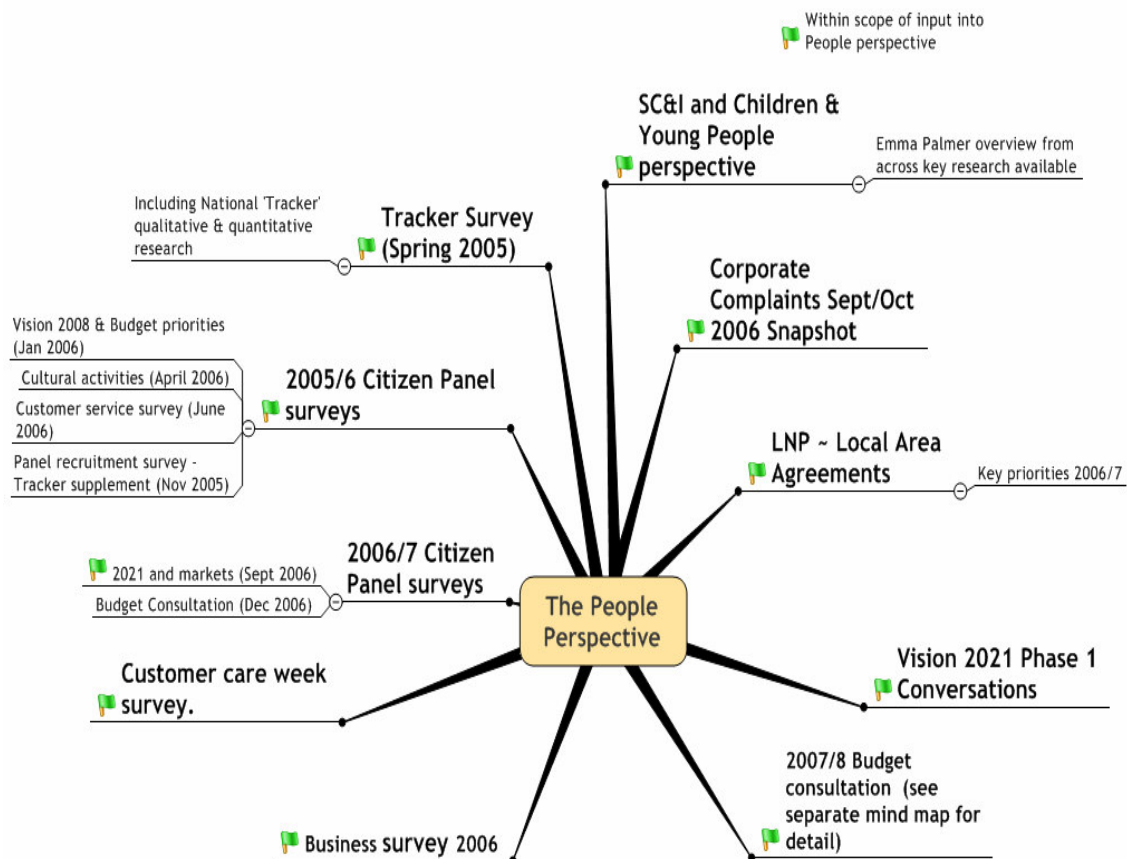 Within scope of input into
People perspective
SC&I and Children &
Young People
perspective
Emma Palmer overview from
across key research available
Including National 'Tracker'
qualitative & quantitative
research
Tracker Survey
(Spring 2005)
Corporate
Complaints Sept/Oct
2006 Snapshot
Vision 2008 & Budget priorities
(Jan 2006)
Cultural activities (April 2006)
Customer service survey (June
2006)
Panel recruitment survey -
Tracker supplement (Nov 2005)
2005/6 Citizen Panel
surveys
LNP ~ Local Area
Agreements
Key priorities 2006/7
2021 and markets (Sept 2006)
Budget Consultation (Dec 2006)
2006/7 Citizen
Panel surveys
The People
Perspective
Customer care week
survey.
Vision 2021 Phase 1
Conversations
Business survey 2006
2007/8 Budget
consultation (see
separate mind map for
detail)